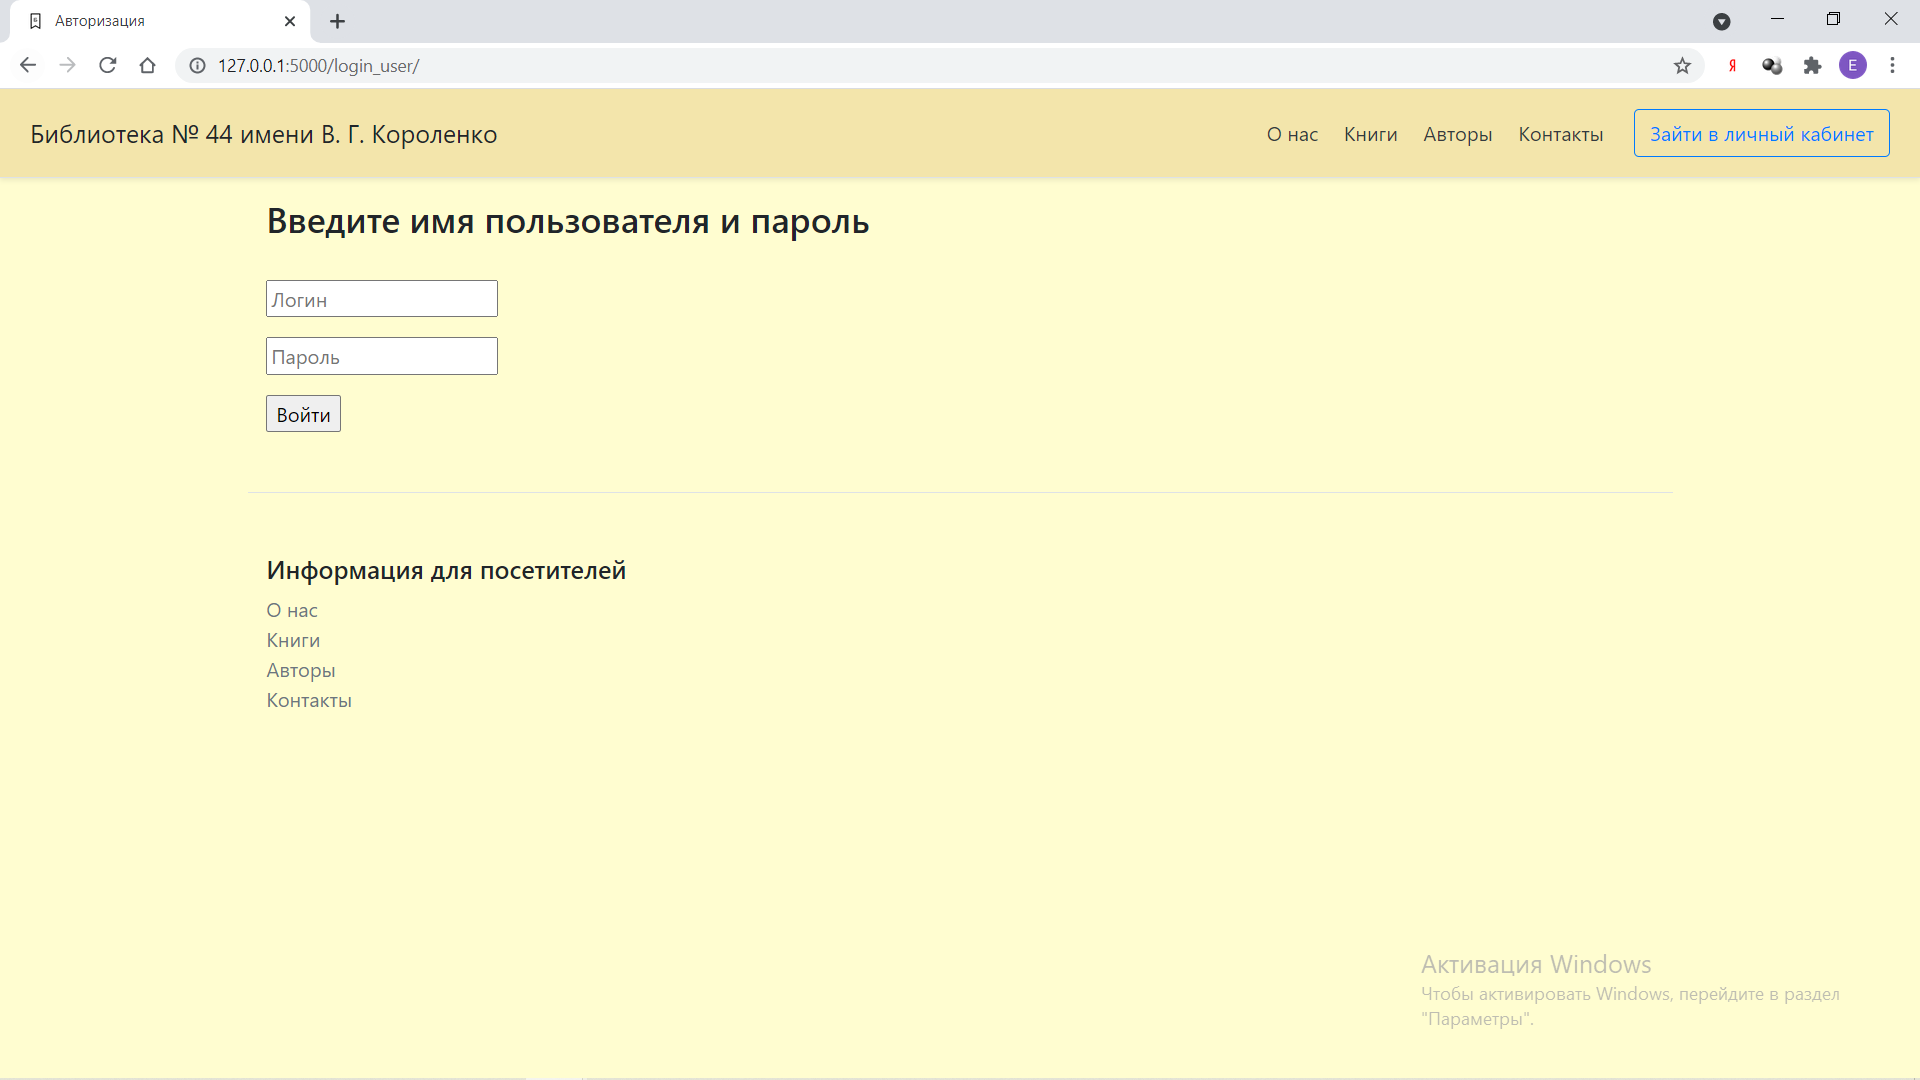 Авторизация
127.0.0.1:5000/login_user/
Я
E
Библиотека № 44 имени В. Г. Короленко
О нас
Книги
Авторы
Контакты
Зайти в личный кабинет
Введите имя пользователя и пароль
Логин
Пароль
Войти
Информация для посетителей
О нас
Книги
Авторы
Контакты
Активация Windows
Чтобы активировать Windows, перейдите в раздел
"Параметры".